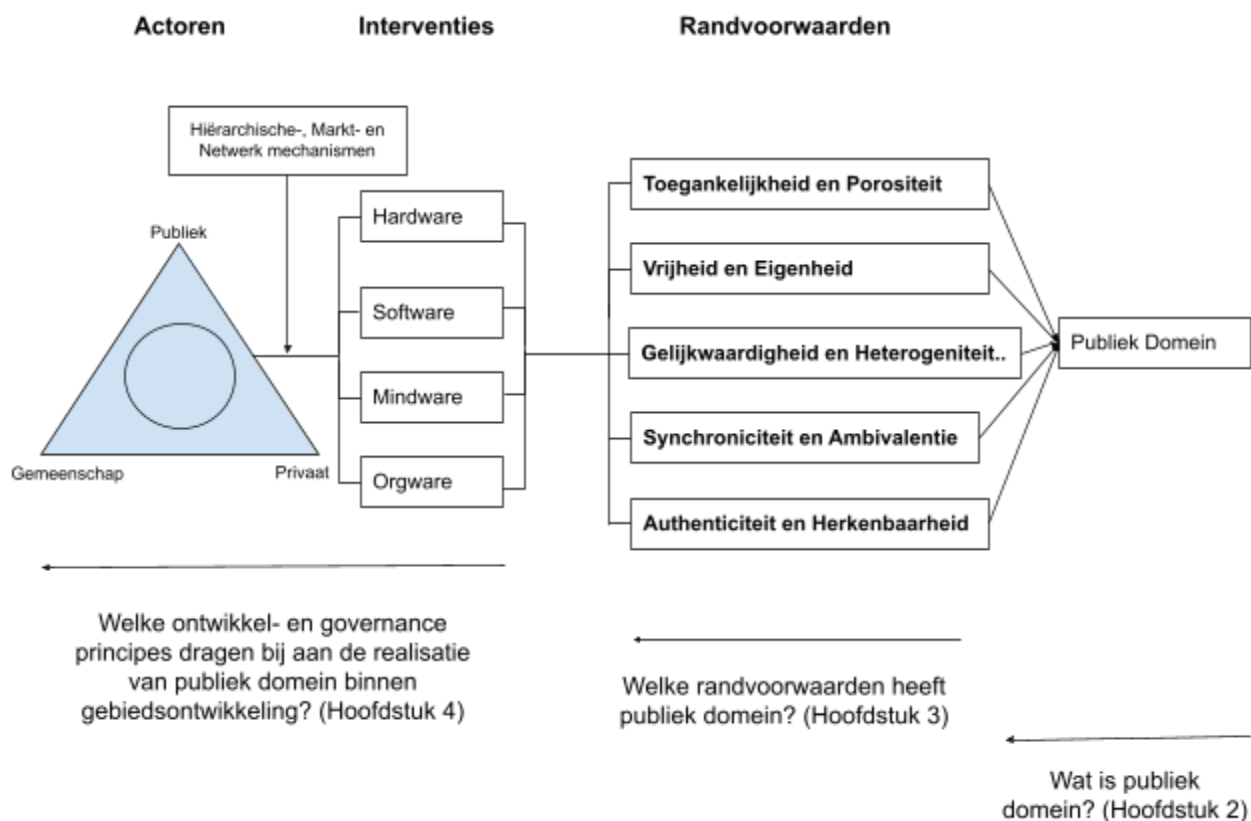 Actoren
Interventies
Randvoorwaarden
Hiërarchische-, Markt- en
Netwerk mechanismen
Publiek
Gemeenschap
Privaat
Hardware
Software
Mindware
Orgware
Toegankelijkheid en Porositeit
Vrijheid en Eigenheid
Gelijkwaardigheid en Heterogeniteit..
Synchroniciteit en Ambivalentie
Authenticiteit en Herkenbaarheid
Publiek Domein
Welke ontwikkel- en governance
principes dragen bij aan de realisatie
van publiek domein binnen
gebiedsontwikkeling? (Hoofdstuk 4)
Welke randvoorwaarden heeft
publiek domein? (Hoofdstuk 3)
Wat is publiek
domein? (Hoofdstuk 2)